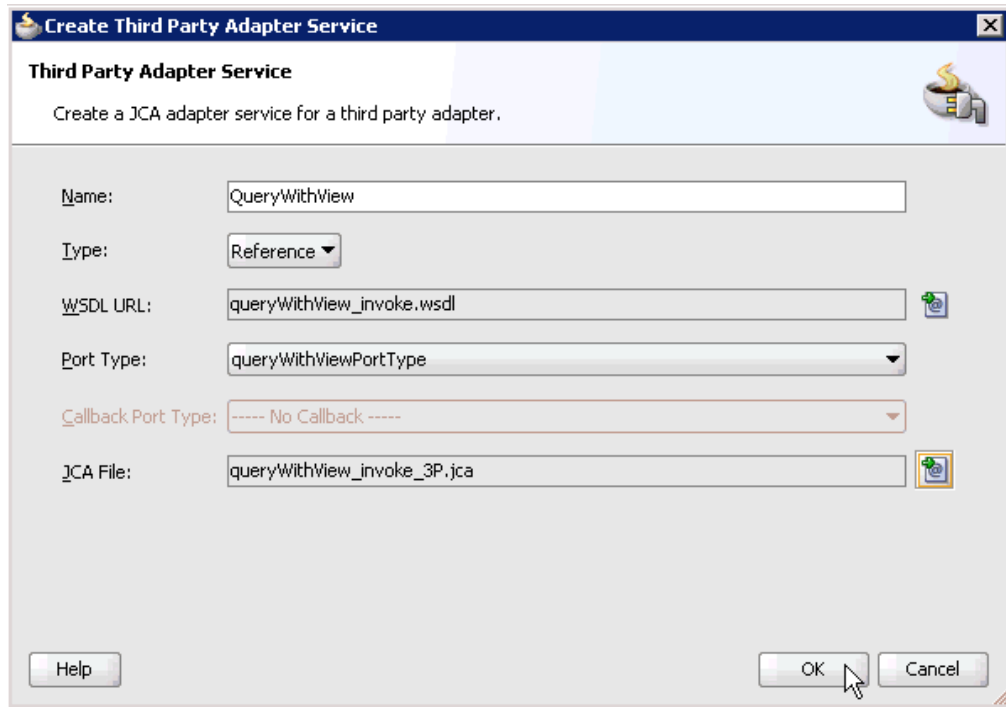 Create Third Party Adapter Service
Third Party Adapter Service
Create a JCA adapter service for a third party adapter.
Name: QueryWithView
Type: Reference
WSDL URL: queryWithView_invoke.wsdl
Port Type: queryWithViewPortType
Callback Port Type: ----- No Callback -----
JCA File: queryWithView_invoke_3P.jca
Help OK Cancel